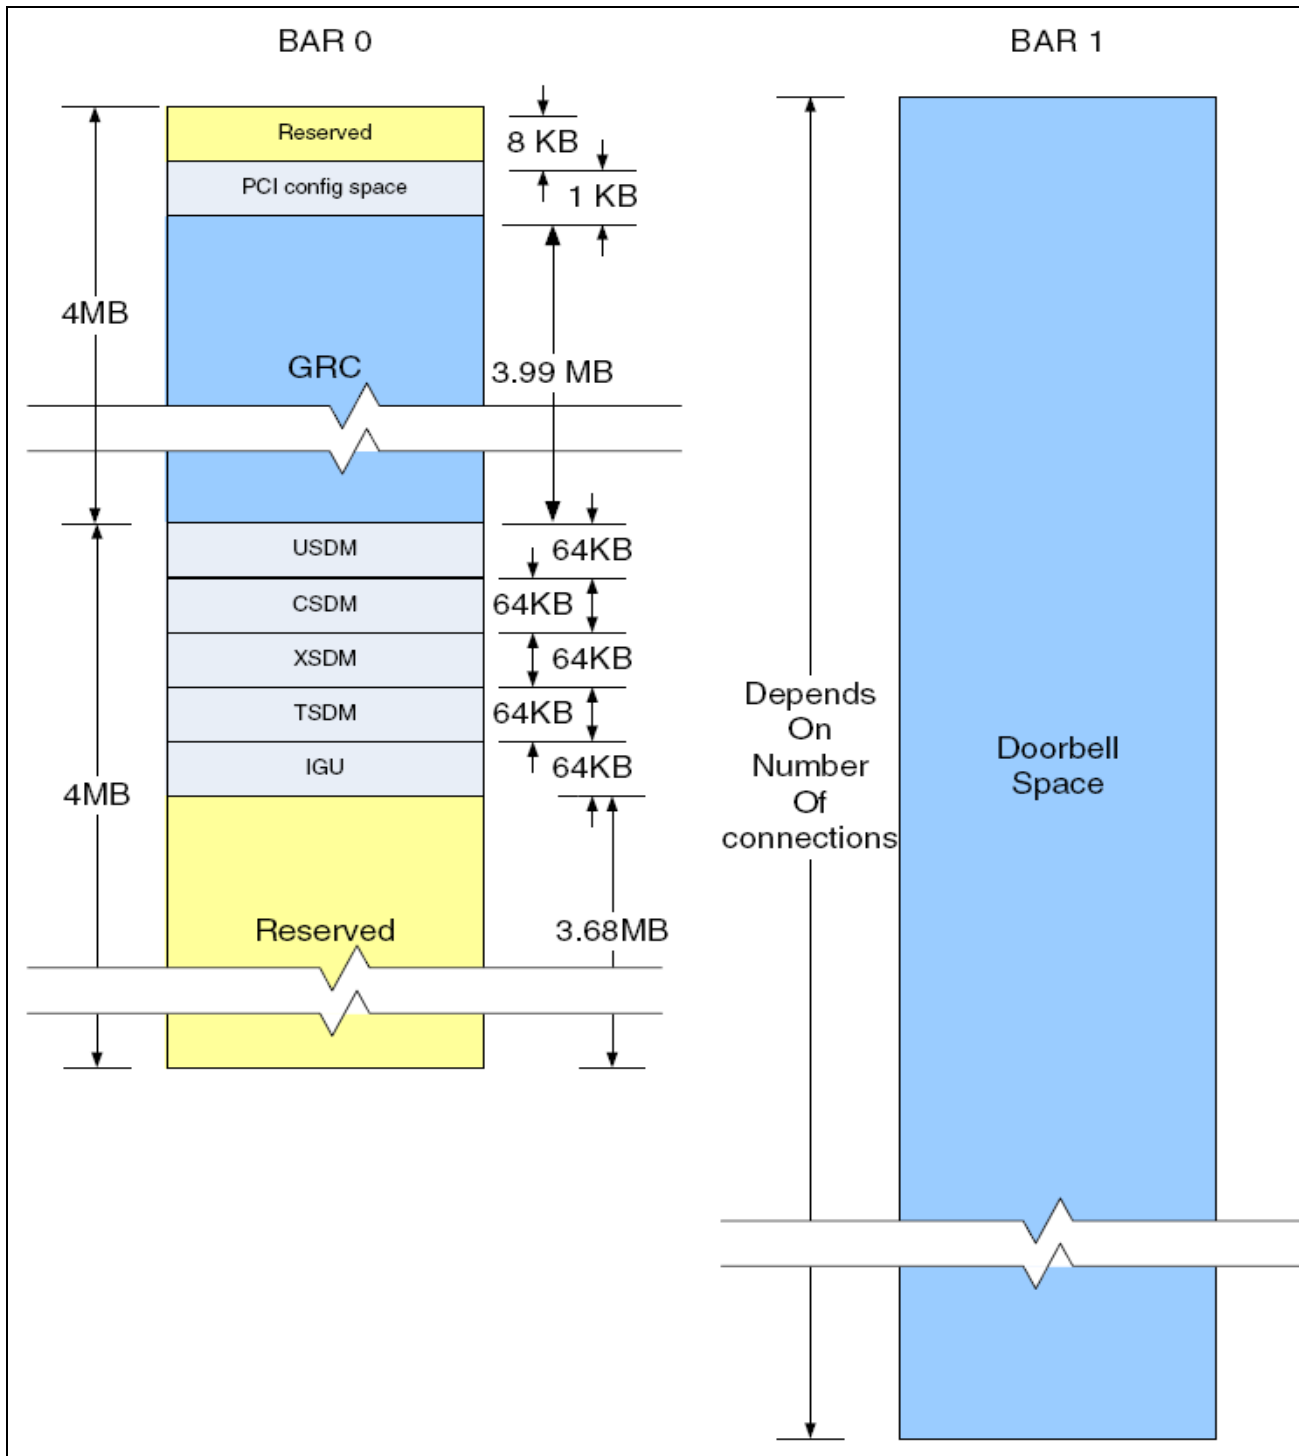 BAR 0
BAR 1
Reserved
8 KB
PCI config space
1 KB
4MB
GRC
3.99 MB
USDM
64KB
CSDM
64KB
XSDM
64KB
TSDM
64KB
IGU
64KB
4MB
Reserved
3.68MB
Depends
On
Number
Of
connections
Doorbell
Space